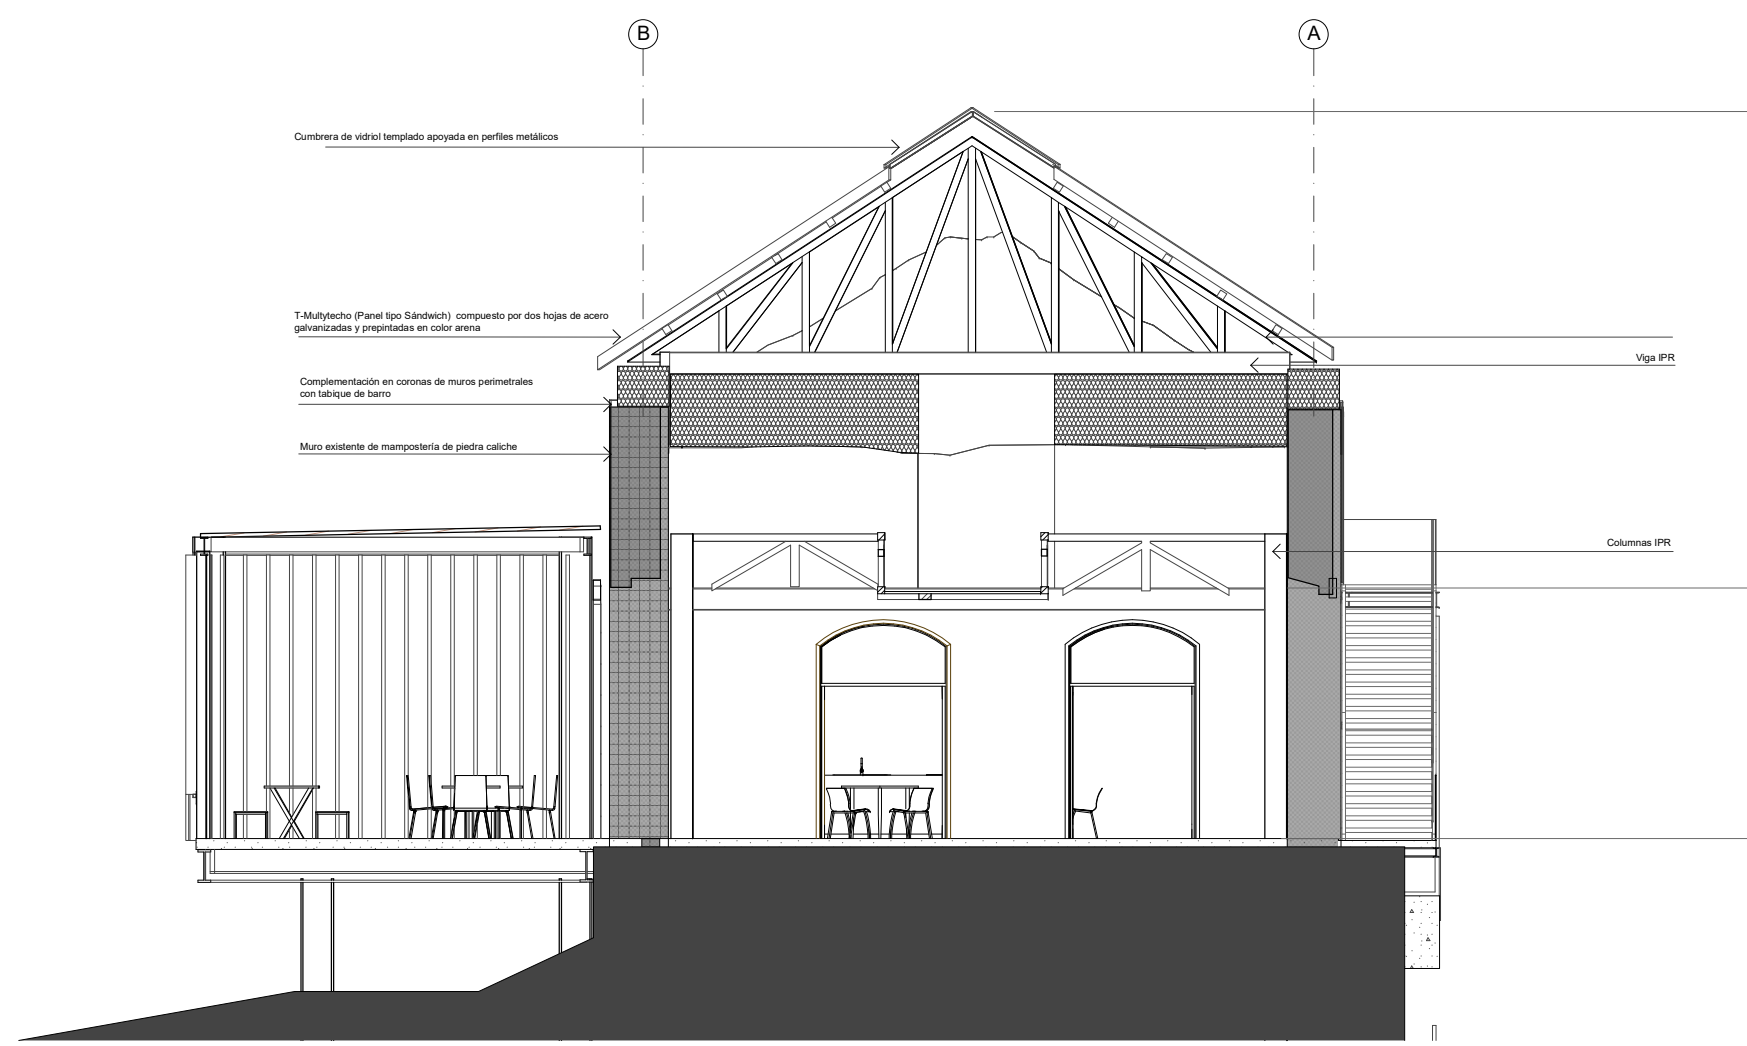 B
A
Cumbrera de vidriol templado apoyada en perfiles metálicos
T-Multytecho (Panel tipo Sándwich) compuesto por dos hojas de acero
galvanizadas y prepintadas en color arena
Viga IPR
Complementación en coronas de muros perimetrales
con tabique de barro
Muro existente de mampostería de piedra caliche
Columnas IPR